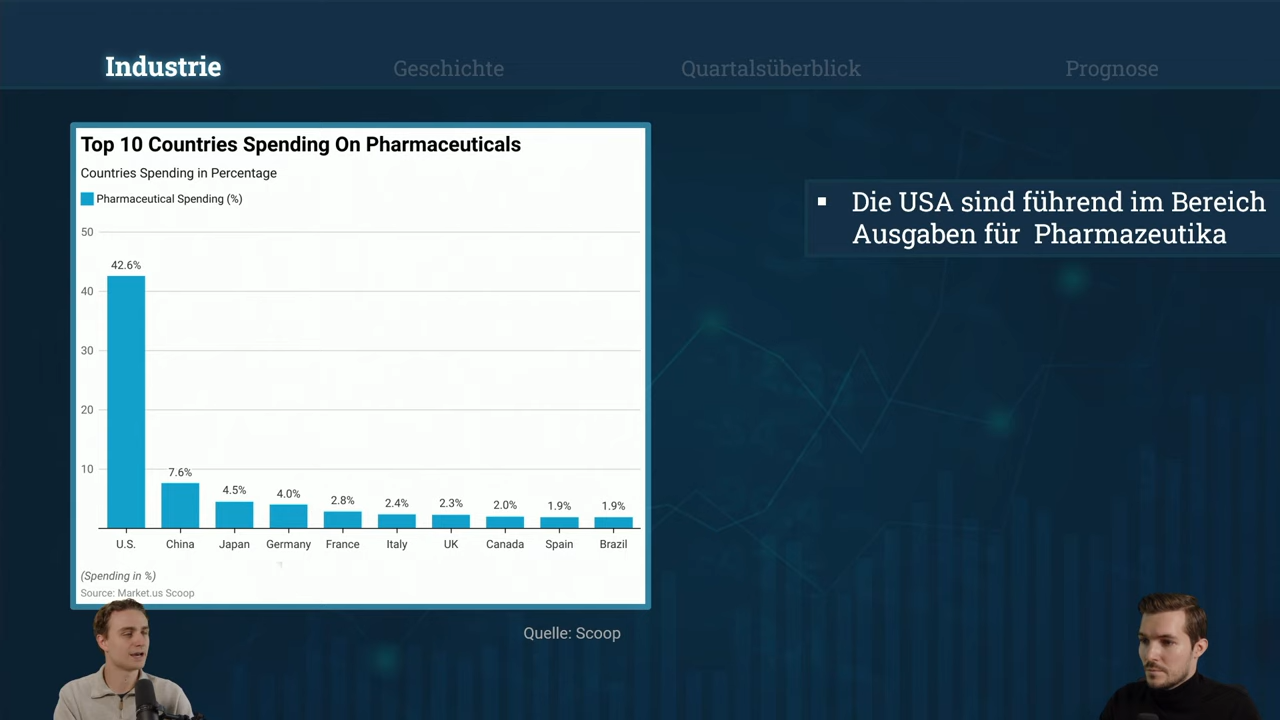 Industrie
Geschichte
Quartalsüberblick
Prognose
Top 10 Countries Spending On Pharmaceuticals
Countries Spending in Percentage
Pharmaceutical Spending (%)
50
40
30
20
10
42.6%
7.6%
4.5%
4.0%
2.8%
2.4%
2.3%
2.0%
1.9%
1.9%
U.S.
China
Japan
Germany
France
Italy
UK
Canada
Spain
Brazil
(Spending in %)
Source: Market.us Scoop
Quelle: Scoop
▪ Die USA sind führend im Bereich
Ausgaben für Pharmazeutika